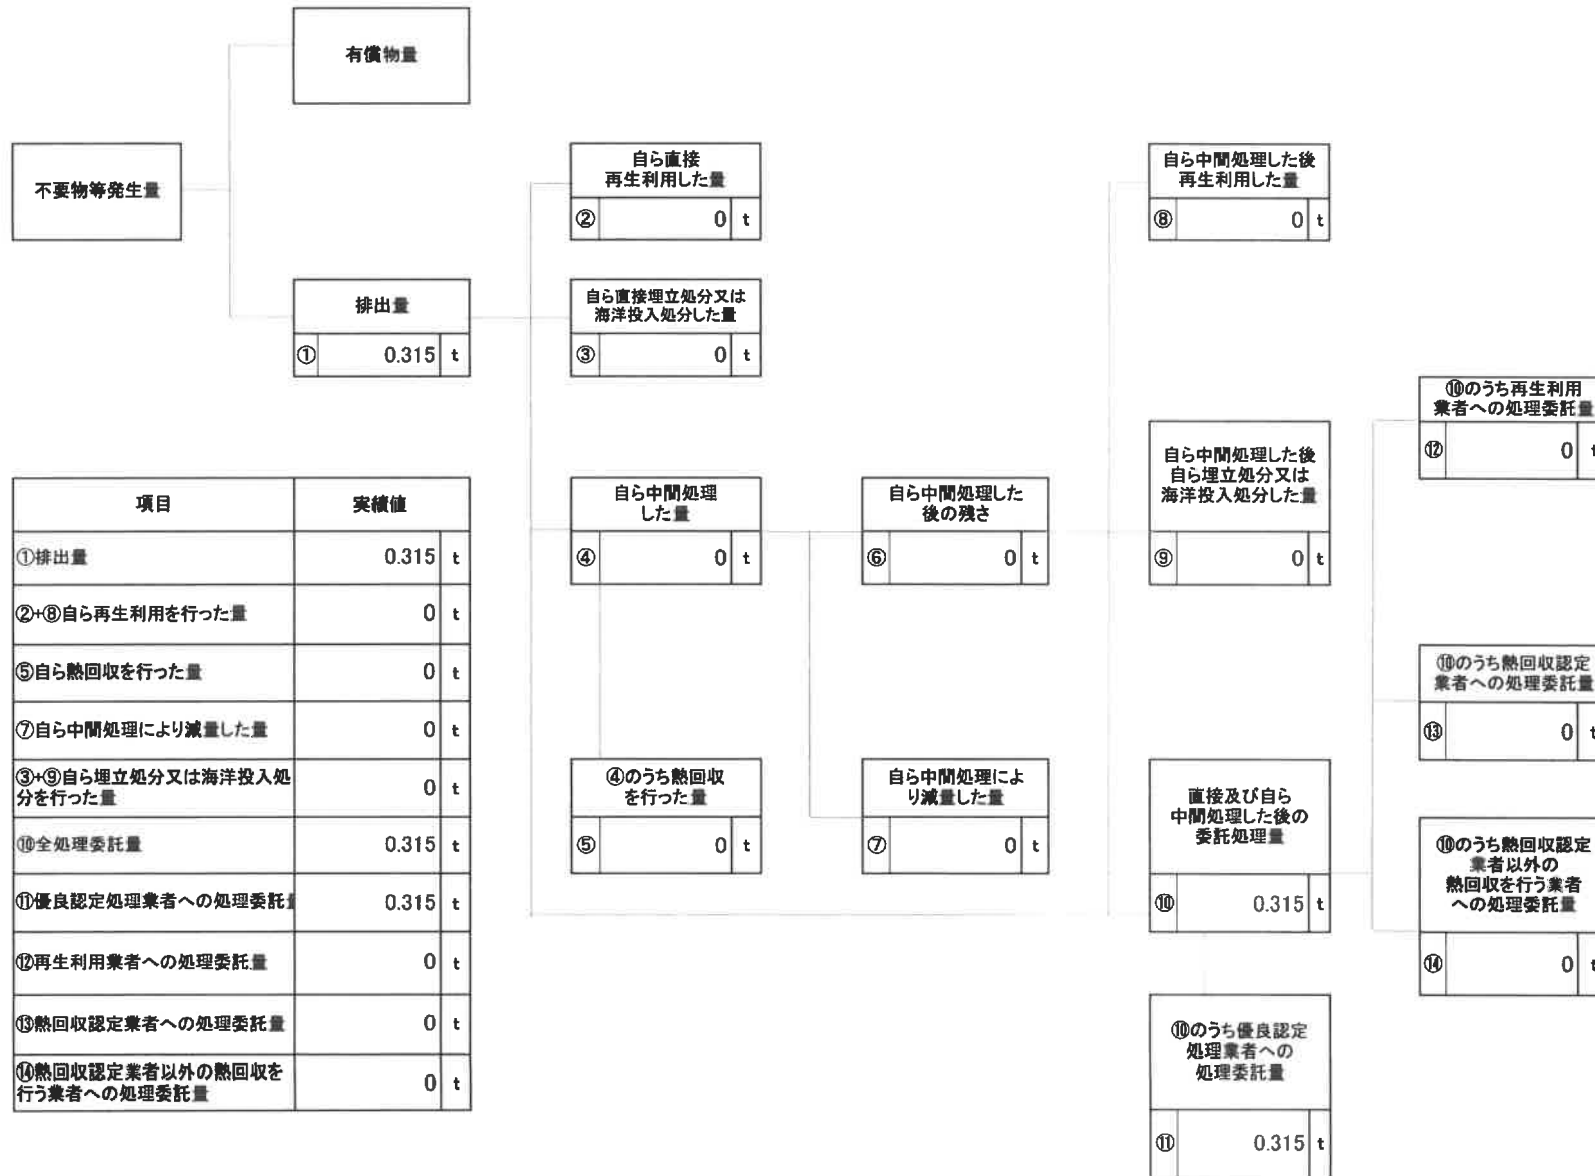 有償物量
不要物等発生量
排出量
① 0.315 t
自ら直接
再生利用した量
② 0 t
自ら直接埋立処分又は
海洋投入処分した量
③ 0 t
自ら中間処理した後
再生利用した量
⑧ 0 t
項目 実績値
①排出量 0.315 t
②+⑧自ら再生利用を行った量 0 t
⑤自ら熱回収を行った量 0 t
⑦自ら中間処理により減量した量 0 t
③+⑨自ら埋立処分又は海洋投入処
分を行った量 0 t
⑩全処理委託量 0.315 t
⑪優良認定処理業者への処理委託量 0.315 t
⑫再生利用業者への処理委託量 0 t
⑬熱回収認定業者への処理委託量 0 t
⑭熱回収認定業者以外の熱回収を
行う業者への処理委託量 0 t
自ら中間処理
した量
④ 0 t
④のうち熱回収
を行った量
⑤ 0 t
自ら中間処理した
後の残さ
⑥ 0 t
自ら中間処理によ
り減量した量
⑦ 0 t
自ら中間処理した後
自ら埋立処分又は
海洋投入処分した量
⑨ 0 t
直接及び自ら
中間処理した後の
委託処理量
⑩ 0.315 t
⑩のうち優良認定
処理業者への
処理委託量
⑪ 0.315 t
⑩のうち再生利用
業者への処理委託量
⑫ 0 t
⑩のうち熱回収認定
業者への処理委託量
⑬ 0 t
⑩のうち熱回収認定
業者以外の
熱回収を行う業者
への処理委託量
⑭ 0 t